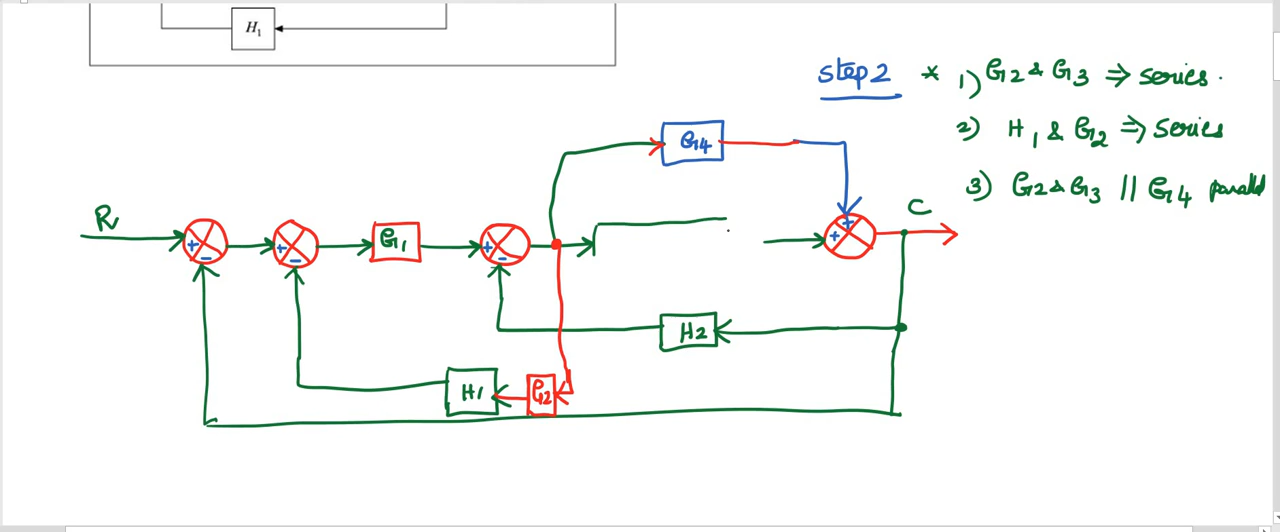 H1
step2 * 1) G2 & G3 ⇒ series.
2) H1 & G2 ⇒ Series
3) G2 & G3 || G4 parallel
G4
R
+
-
+
-
G1
+
-
+
+
C
H2
H1
G2